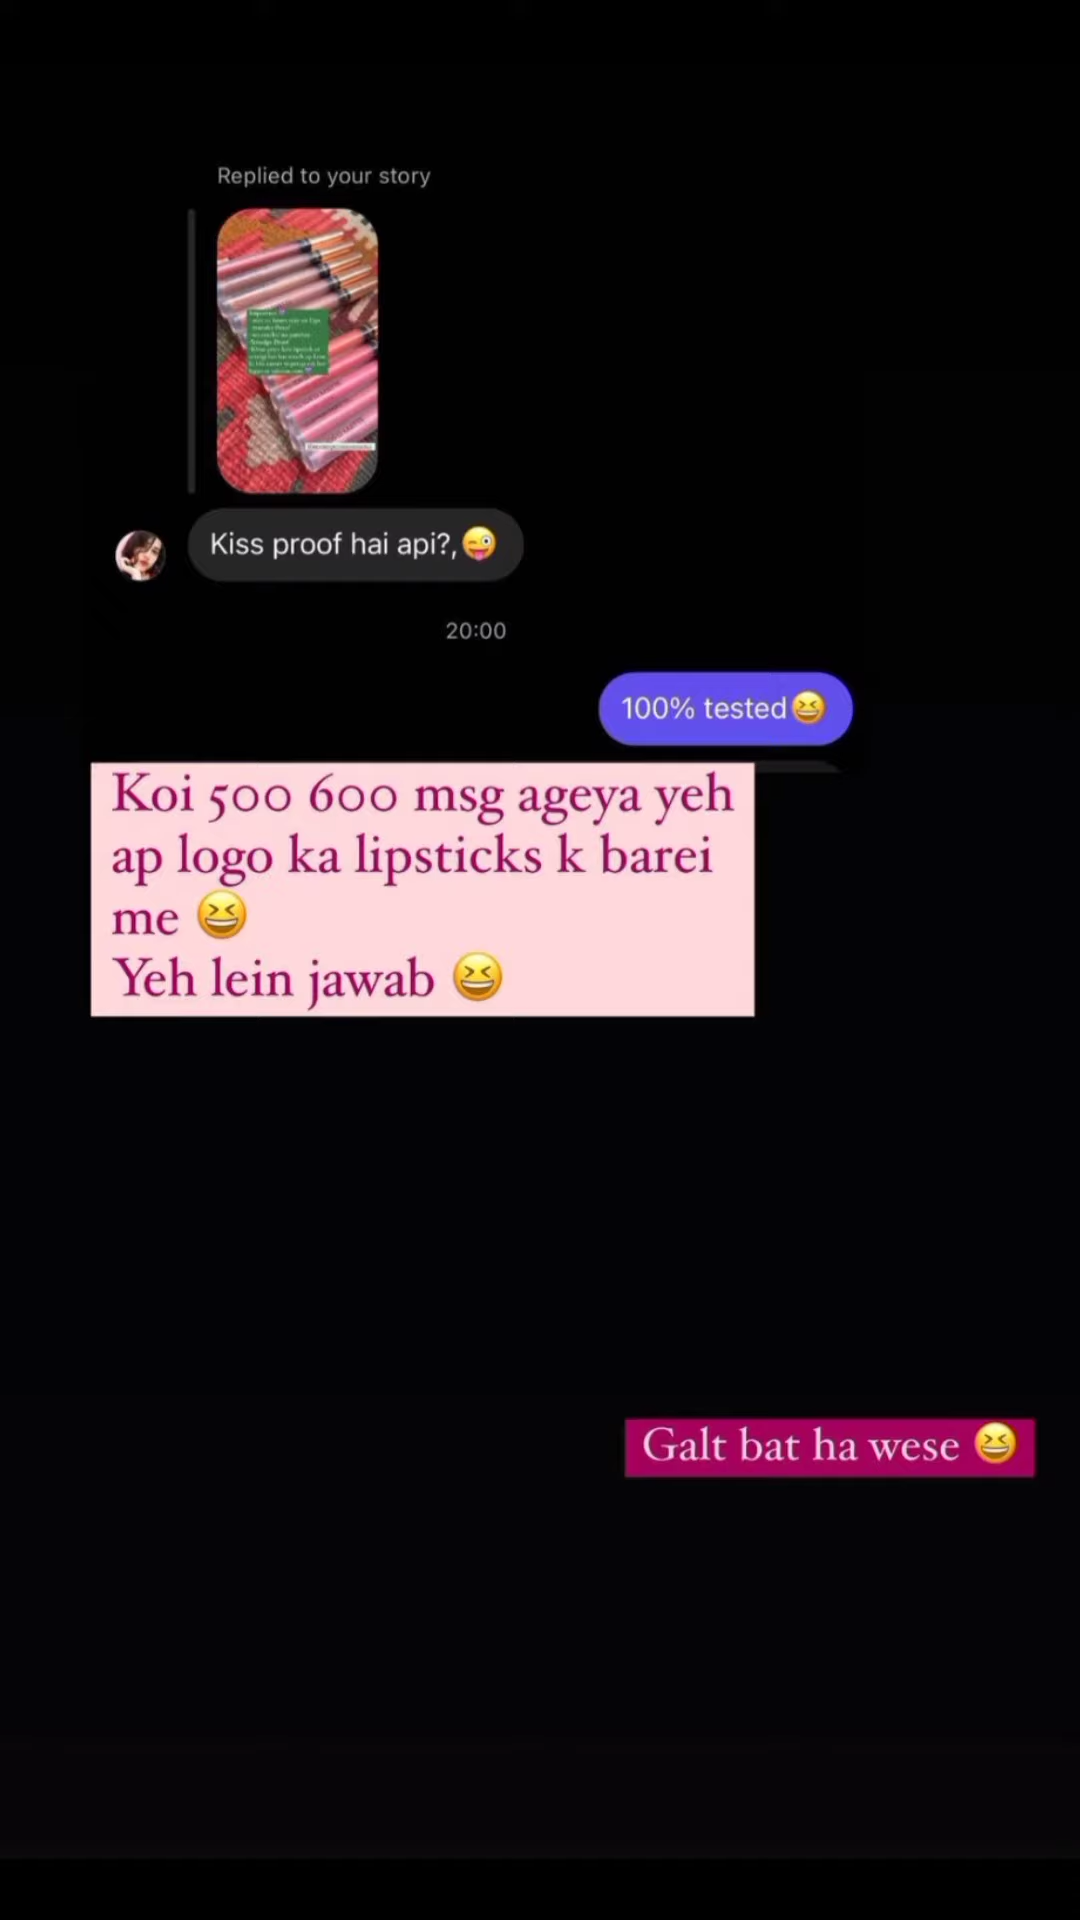 Replied to your story
Kiss proof hai api?,😜
20:00
100% tested😆
Koi 500 600 msg ageya yeh
ap logo ka lipsticks k barei
me 😆
Yeh lein jawab 😆
Galt bat ha wese 😆